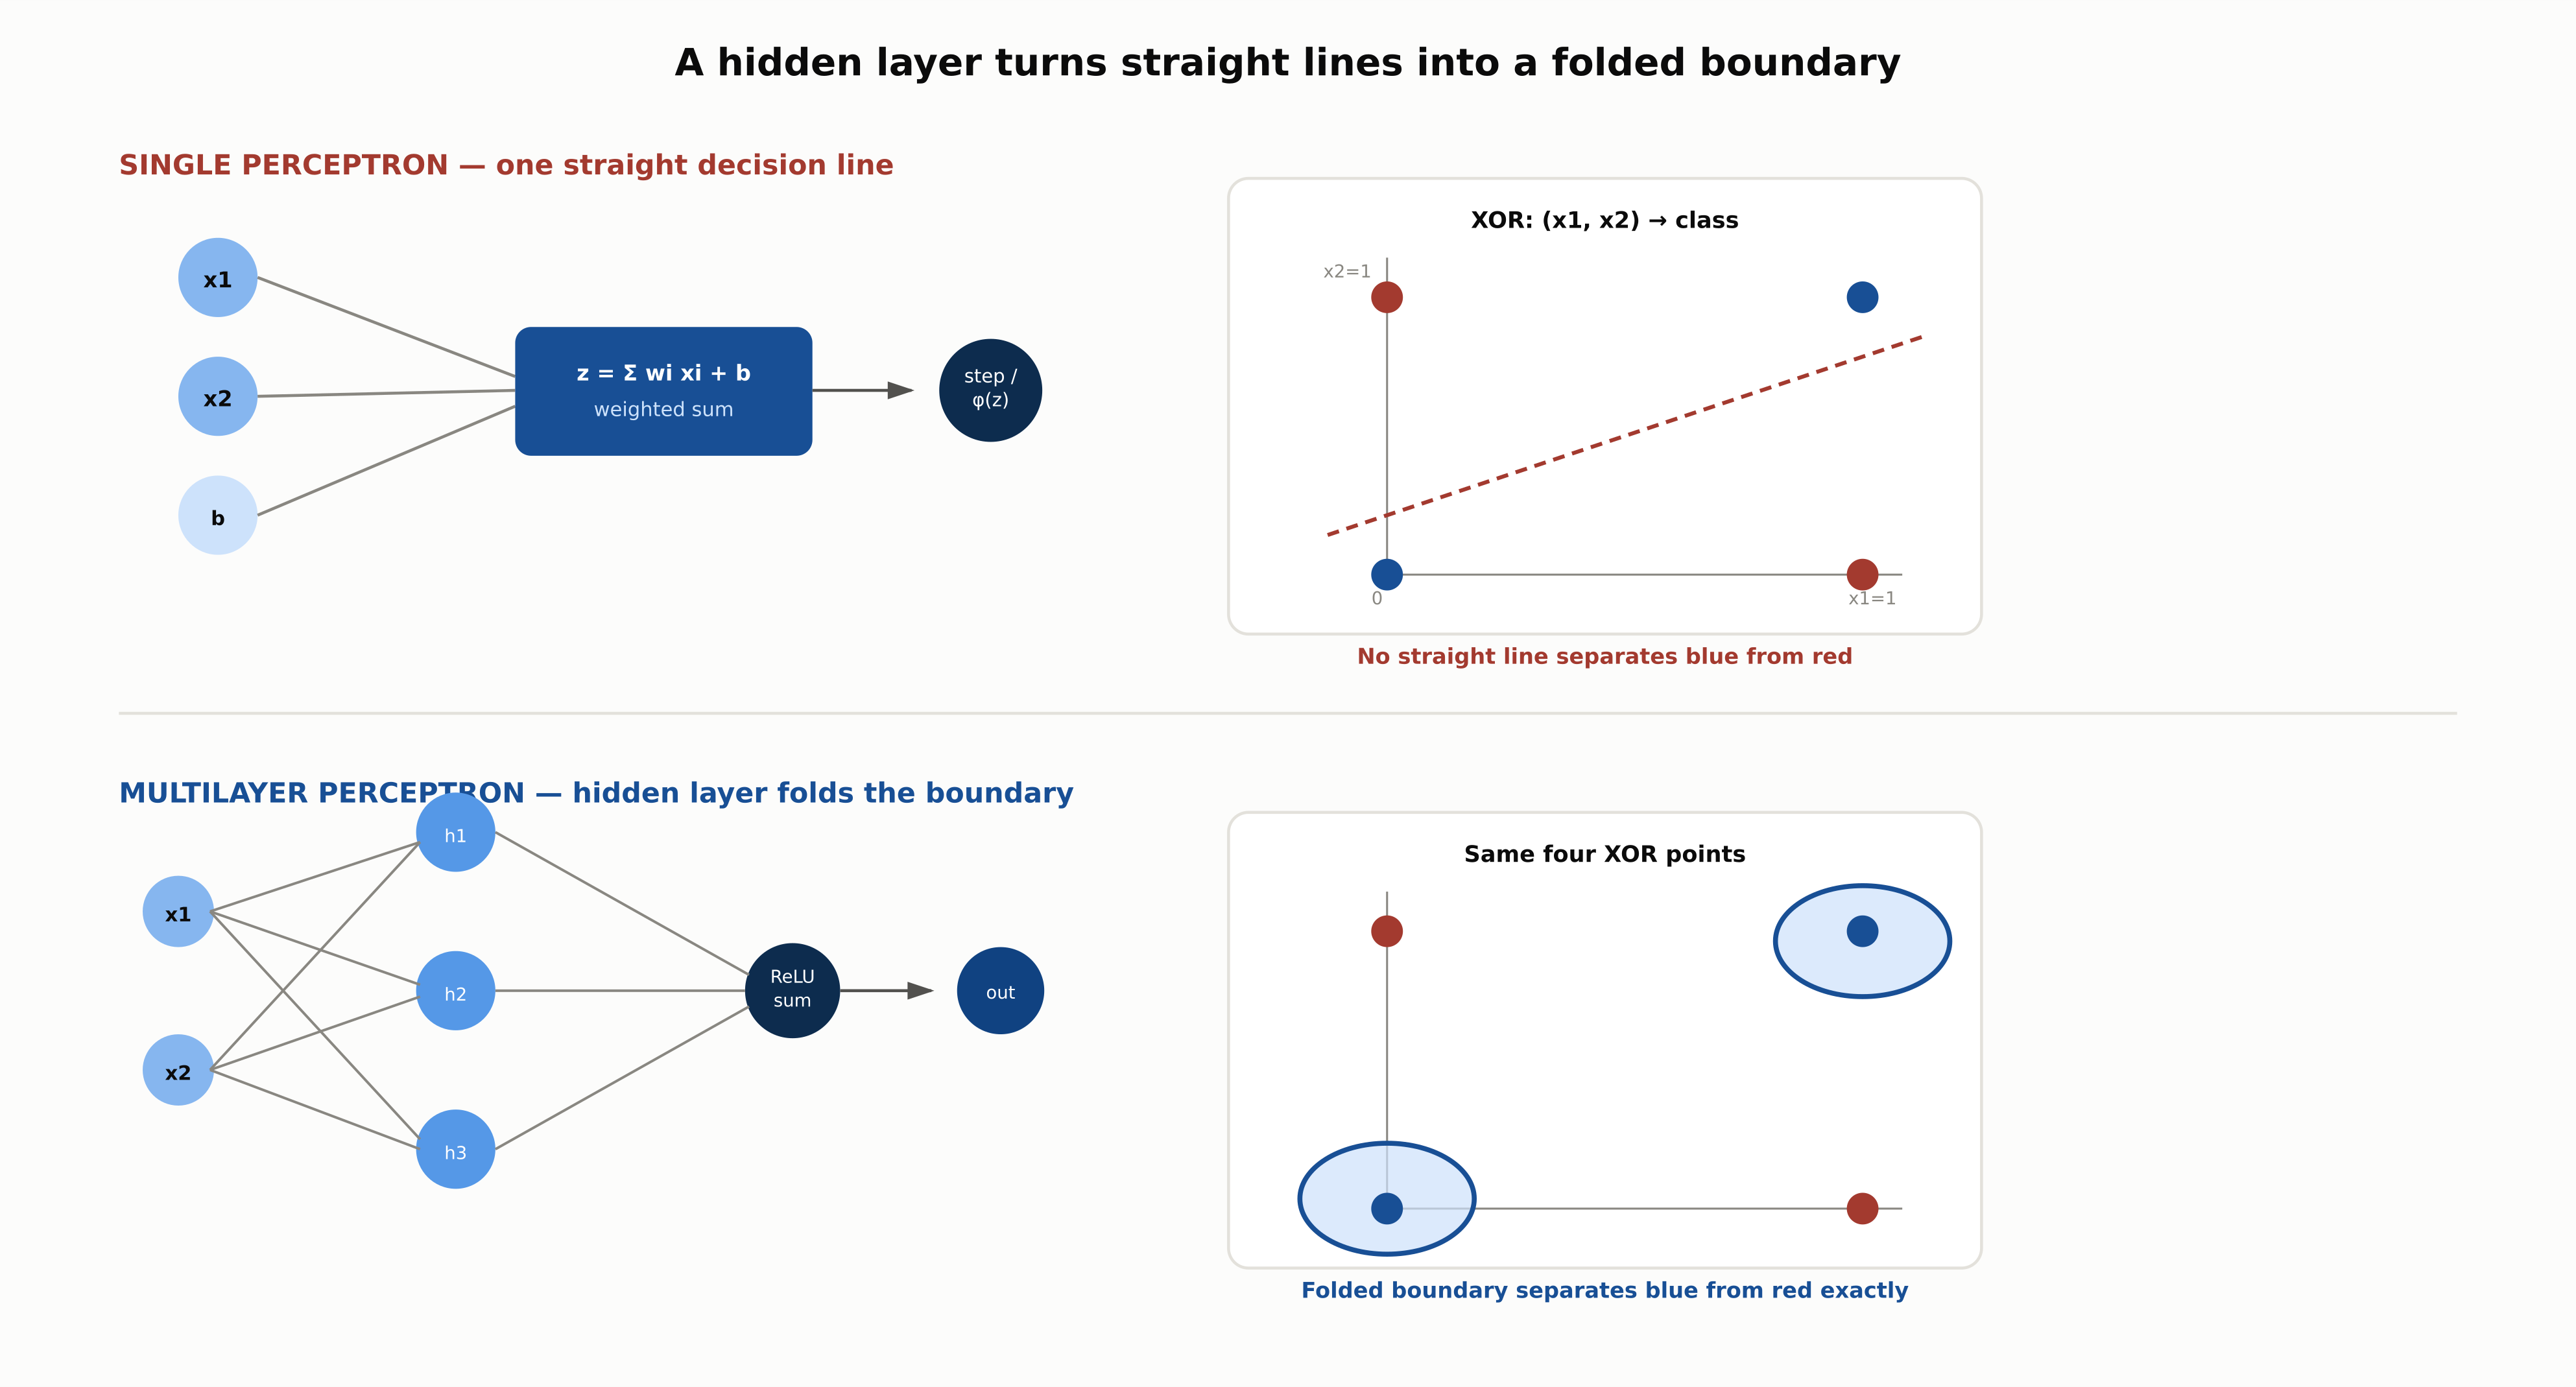 A hidden layer turns straight lines into a folded boundary
SINGLE PERCEPTRON — one straight decision line
x1
x2
b
z = Σ wi xi + b
weighted sum
step /
φ(z)
XOR: (x1, x2) → class
x2=1
0
x1=1
No straight line separates blue from red
MULTILAYER PERCEPTRON — hidden layer folds the boundary
x1
x2
h1
h2
h3
ReLU
sum
out
Same four XOR points
Folded boundary separates blue from red exactly